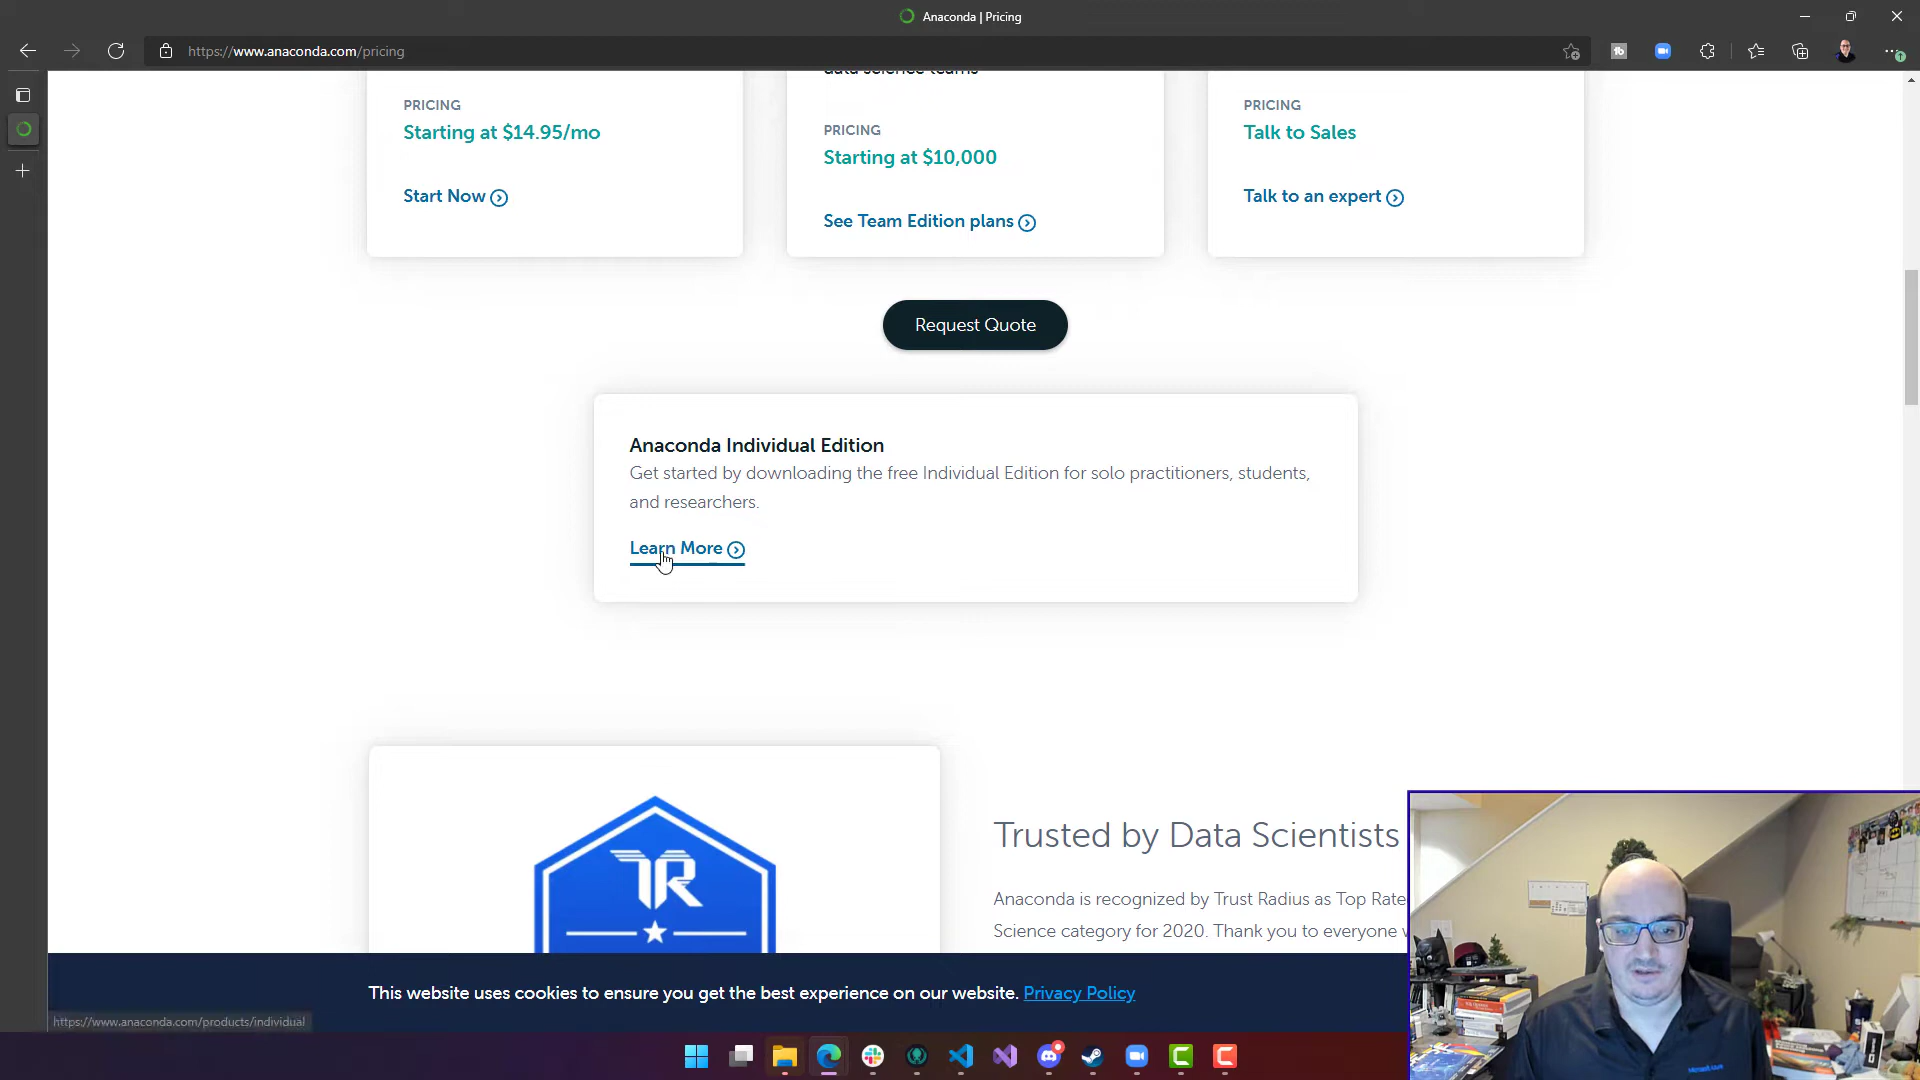 Anaconda | Pricing
https://www.anaconda.com/pricing
data science teams
PRICING
Starting at $14.95/mo
Start Now
PRICING
Starting at $10,000
See Team Edition plans
PRICING
Talk to Sales
Talk to an expert
Request Quote
Anaconda Individual Edition
Get started by downloading the free Individual Edition for solo practitioners, students,
and researchers.
Learn More
TR
Trusted by Data Scientists
Anaconda is recognized by Trust Radius as Top Rate
Science category for 2020. Thank you to everyone
This website uses cookies to ensure you get the best experience on our website. Privacy Policy
https://www.anaconda.com/products/individual